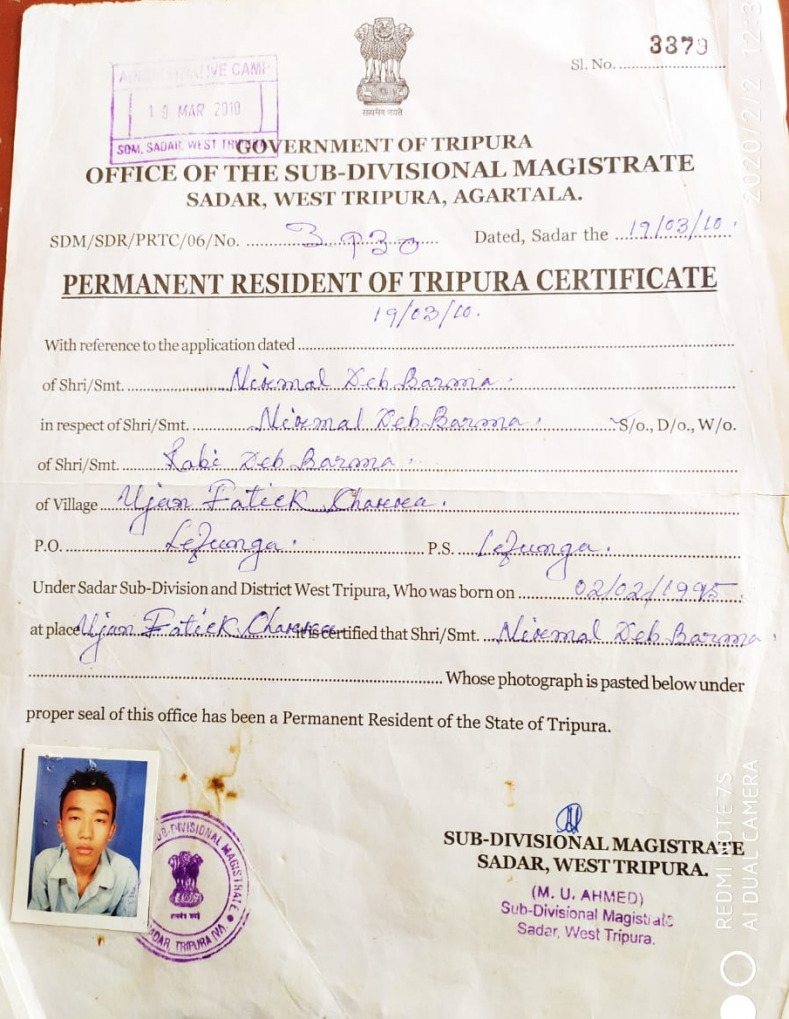 3379
Sl. No. ....................
ADMINISTRATIVE CAMP
19 MAR 2010
SDM, SADAR, WEST TRIPURA
सत्यमेव जयते
GOVERNMENT OF TRIPURA
OFFICE OF THE SUB-DIVISIONAL MAGISTRATE
SADAR, WEST TRIPURA, AGARTALA.
SDM/SDR/PRTC/06/No. 3930 Dated, Sadar the 19/03/10.
PERMANENT RESIDENT OF TRIPURA CERTIFICATE
19/03/10.
With reference to the application dated
of Shri/Smt. Nirmal Deb Barma.
in respect of Shri/Smt. Nirmal Deb Barma. S/o., D/o., W/o.
of Shri/Smt. Rabi Deb Barma.
of Village Ujan Fatick Charra.
P.O. Lefunga. P.S. Lefunga.
Under Sadar Sub-Division and District West Tripura, Who was born on 02/02/1995.
at place Ujan Fatick Charra it is certified that Shri/Smt. Nirmal Deb Barma.
Whose photograph is pasted below under
proper seal of this office has been a Permanent Resident of the State of Tripura.
SUB-DIVISIONAL MAGISTRATE
SADAR, TRIPURA (W).
सत्यमेव जयते
SUB-DIVISIONAL MAGISTRATE
SADAR, WEST TRIPURA.
(M. U. AHMED)
Sub-Divisional Magistrate
Sadar, West Tripura.
REDMI NOTE 7S
AI DUAL CAMERA
2020/2/2 12:3